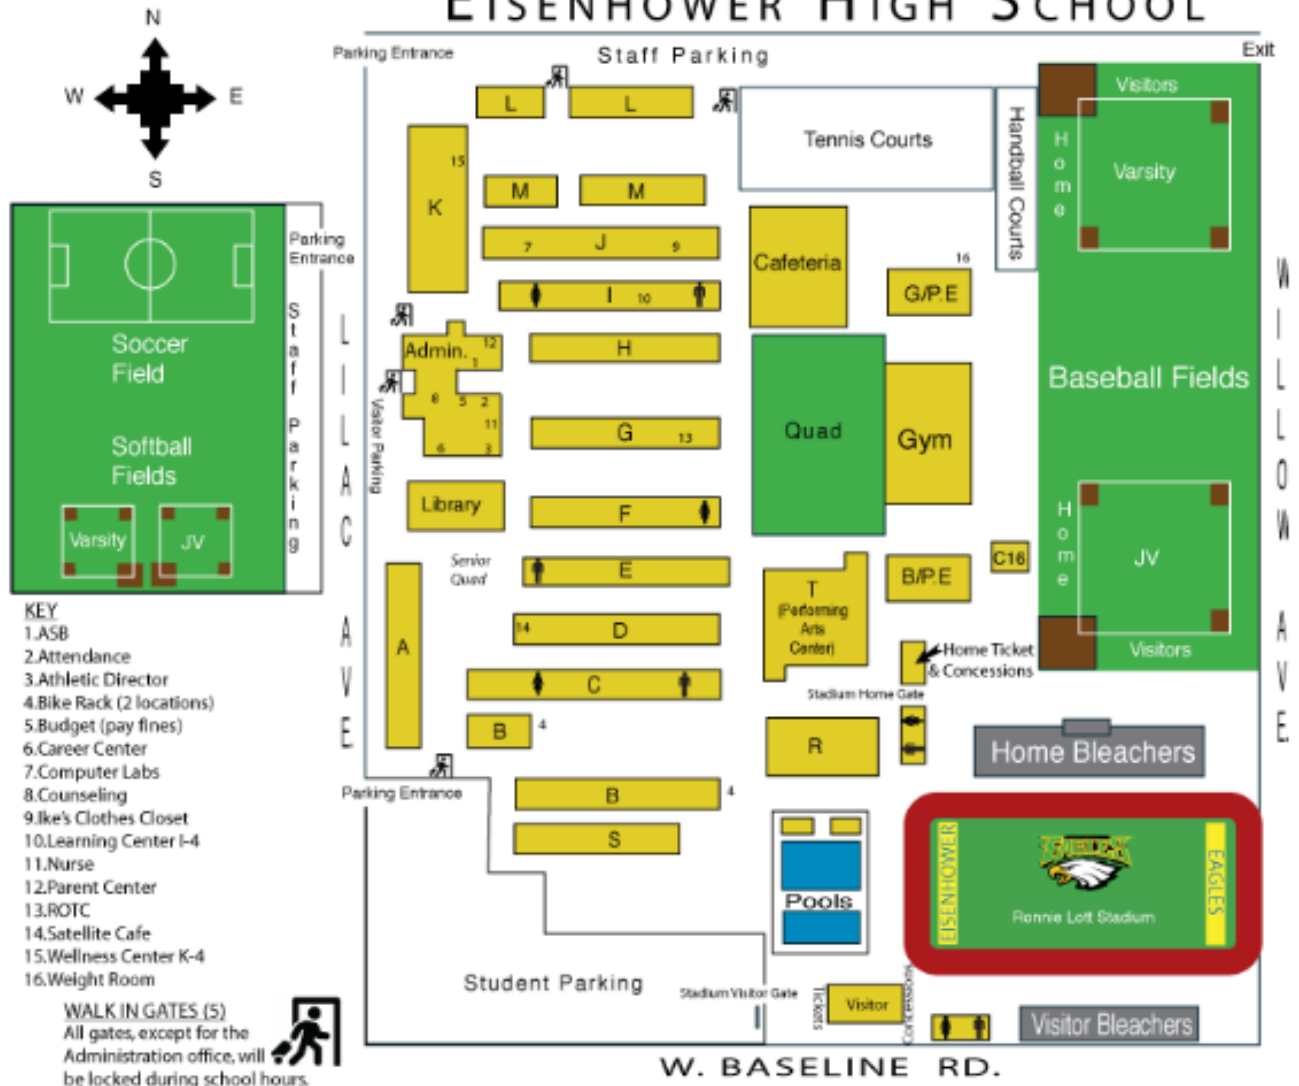 EISENHOWER HIGH SCHOOL
N
W E
S
Parking Entrance
Staff Parking
Exit
L
L
Tennis Courts
Handball Courts
Visitors
Home
Varsity
15
K
M
M
7 J 9
Cafeteria
16
G/P.E
I 10
Parking
Entrance
Staff Parking
Soccer
Field
Softball
Fields
Varsity
JV
LILAC AVE
WILLOW AVE.
Admin. 12
1
8 5 2
11
6 3
Visitor Parking
H
G 13
Quad
Gym
Baseball Fields
Library
F
Senior
Quad
E
A
14 D
C
B 4
T
(Performing
Arts
Center)
B/P.E
C16
Home
JV
Visitors
Home Ticket
& Concessions
Stadium Home Gate
R
Home Bleachers
Parking Entrance
B 4
S
Pools
EISENHOWER
EAGLES
Ronnie Lott Stadium
EAGLES
Student Parking
Stadium Visitor Gate
Tickets
Visitor
Concessions
Visitor Bleachers
W. BASELINE RD.
KEY
1.ASB
2.Attendance
3.Athletic Director
4.Bike Rack (2 locations)
5.Budget (pay fines)
6.Career Center
7.Computer Labs
8.Counseling
9.Ike's Clothes Closet
10.Learning Center I-4
11.Nurse
12.Parent Center
13.ROTC
14.Satellite Cafe
15.Wellness Center K-4
16.Weight Room
WALK IN GATES (5)
All gates, except for the
Administration office, will
be locked during school hours.